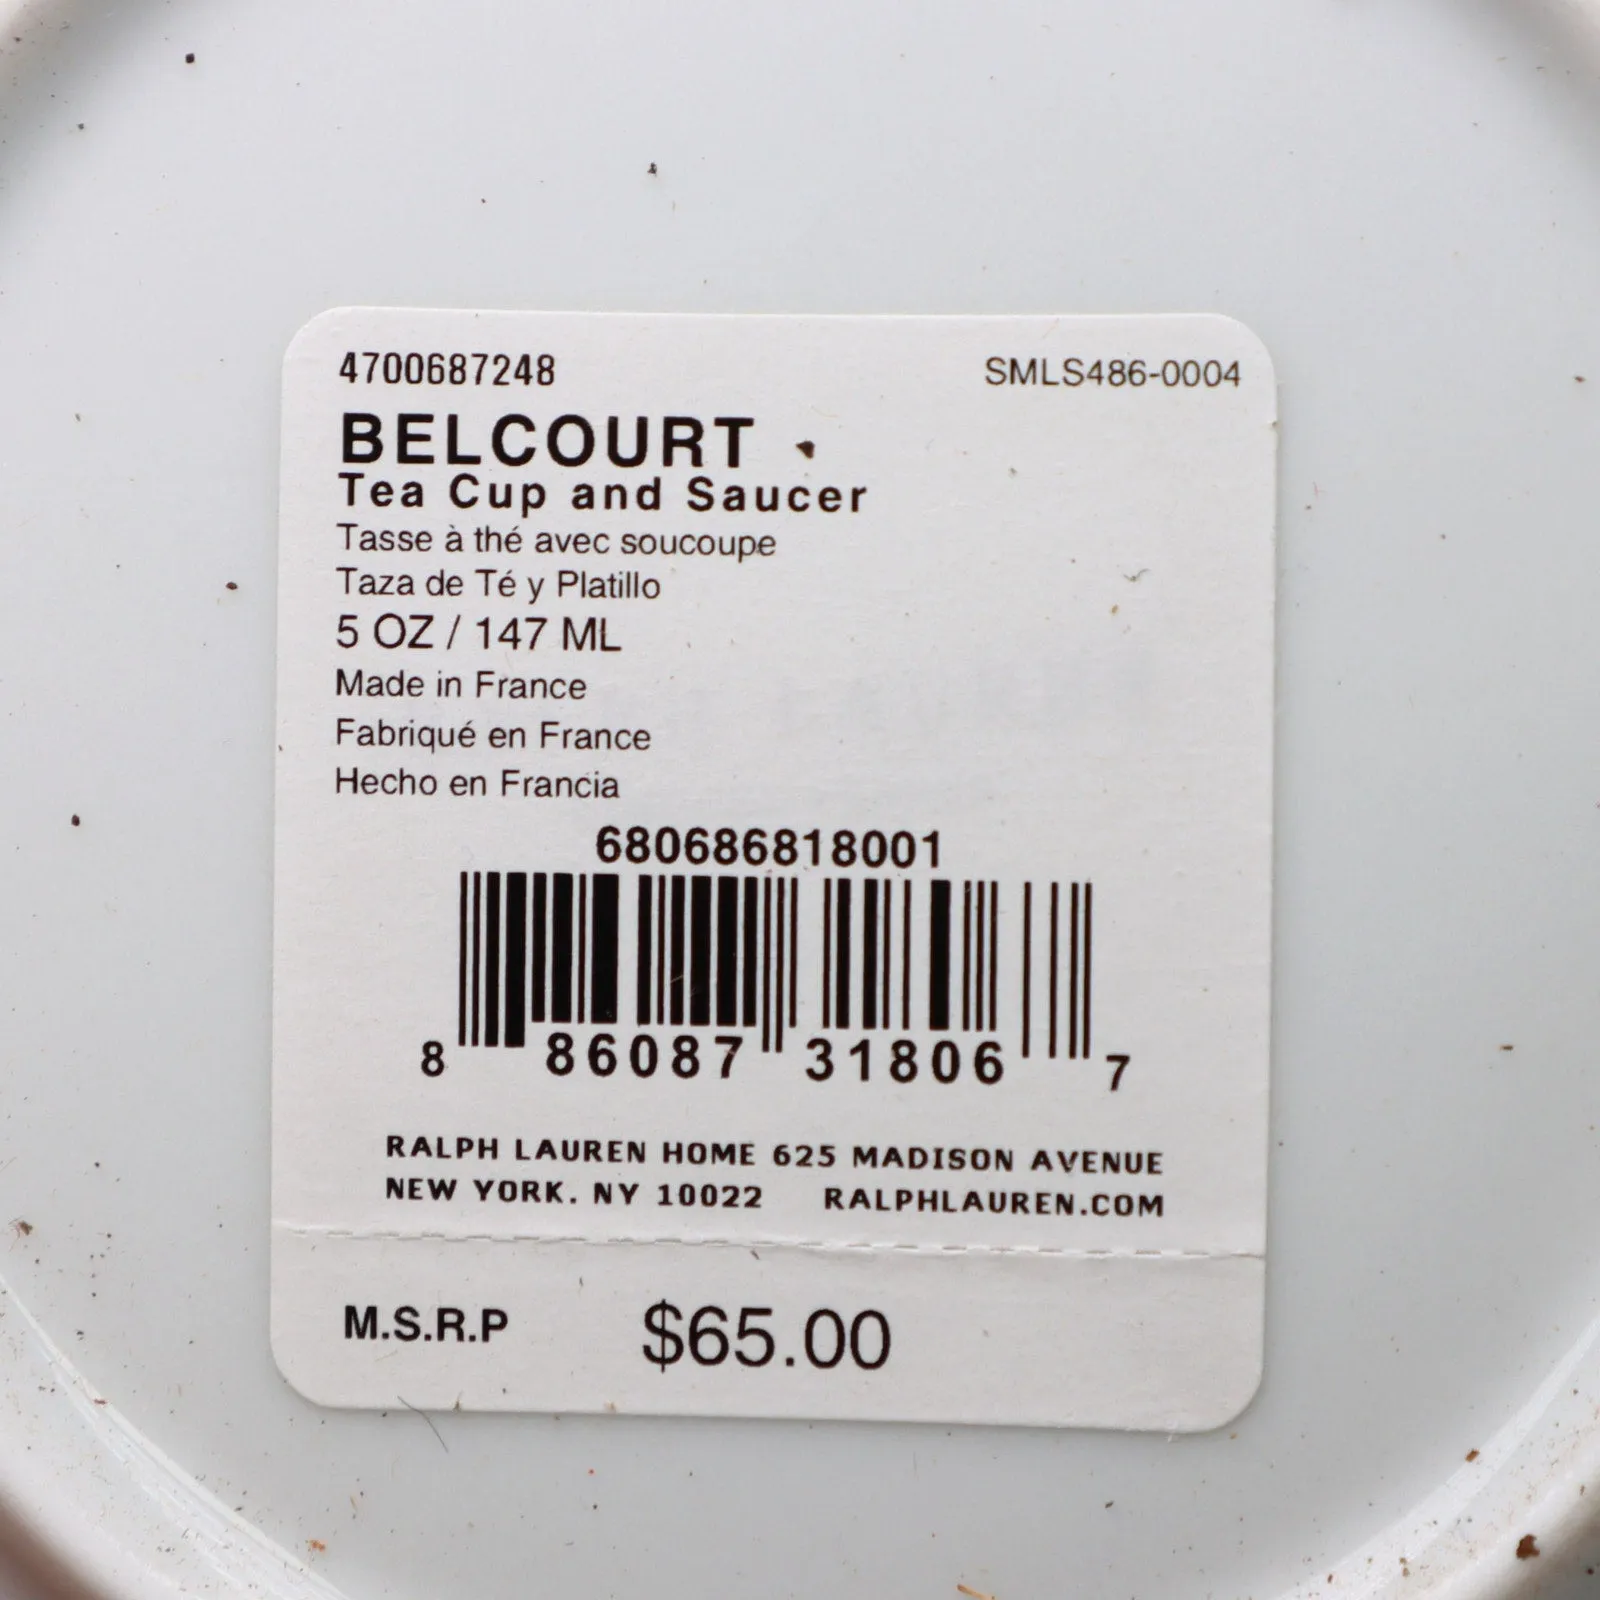 4700687248 SMLS486-0004
BELCOURT
Tea Cup and Saucer
Tasse à thé avec soucoupe
Taza de Té y Platillo
5 OZ / 147 ML
Made in France
Fabriqué en France
Hecho en Francia
680686818001
8 86087 31806 7
RALPH LAUREN HOME 625 MADISON AVENUE
NEW YORK. NY 10022 RALPHLAUREN.COM
M.S.R.P $65.00